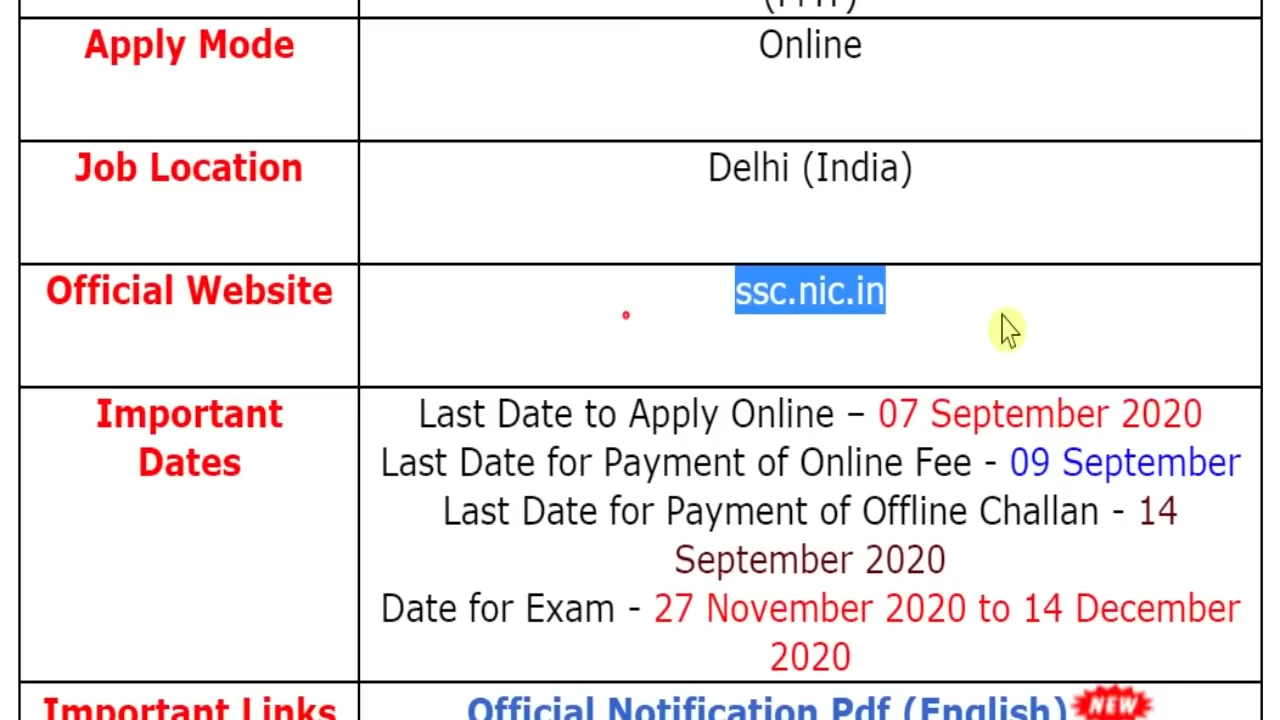 Apply Mode
Online
Job Location
Delhi (India)
Official Website
ssc.nic.in
Important
Dates
Last Date to Apply Online – 07 September 2020
Last Date for Payment of Online Fee - 09 September
Last Date for Payment of Offline Challan - 14
September 2020
Date for Exam - 27 November 2020 to 14 December
2020
Important Links
Official Notification Pdf (English)
NEW